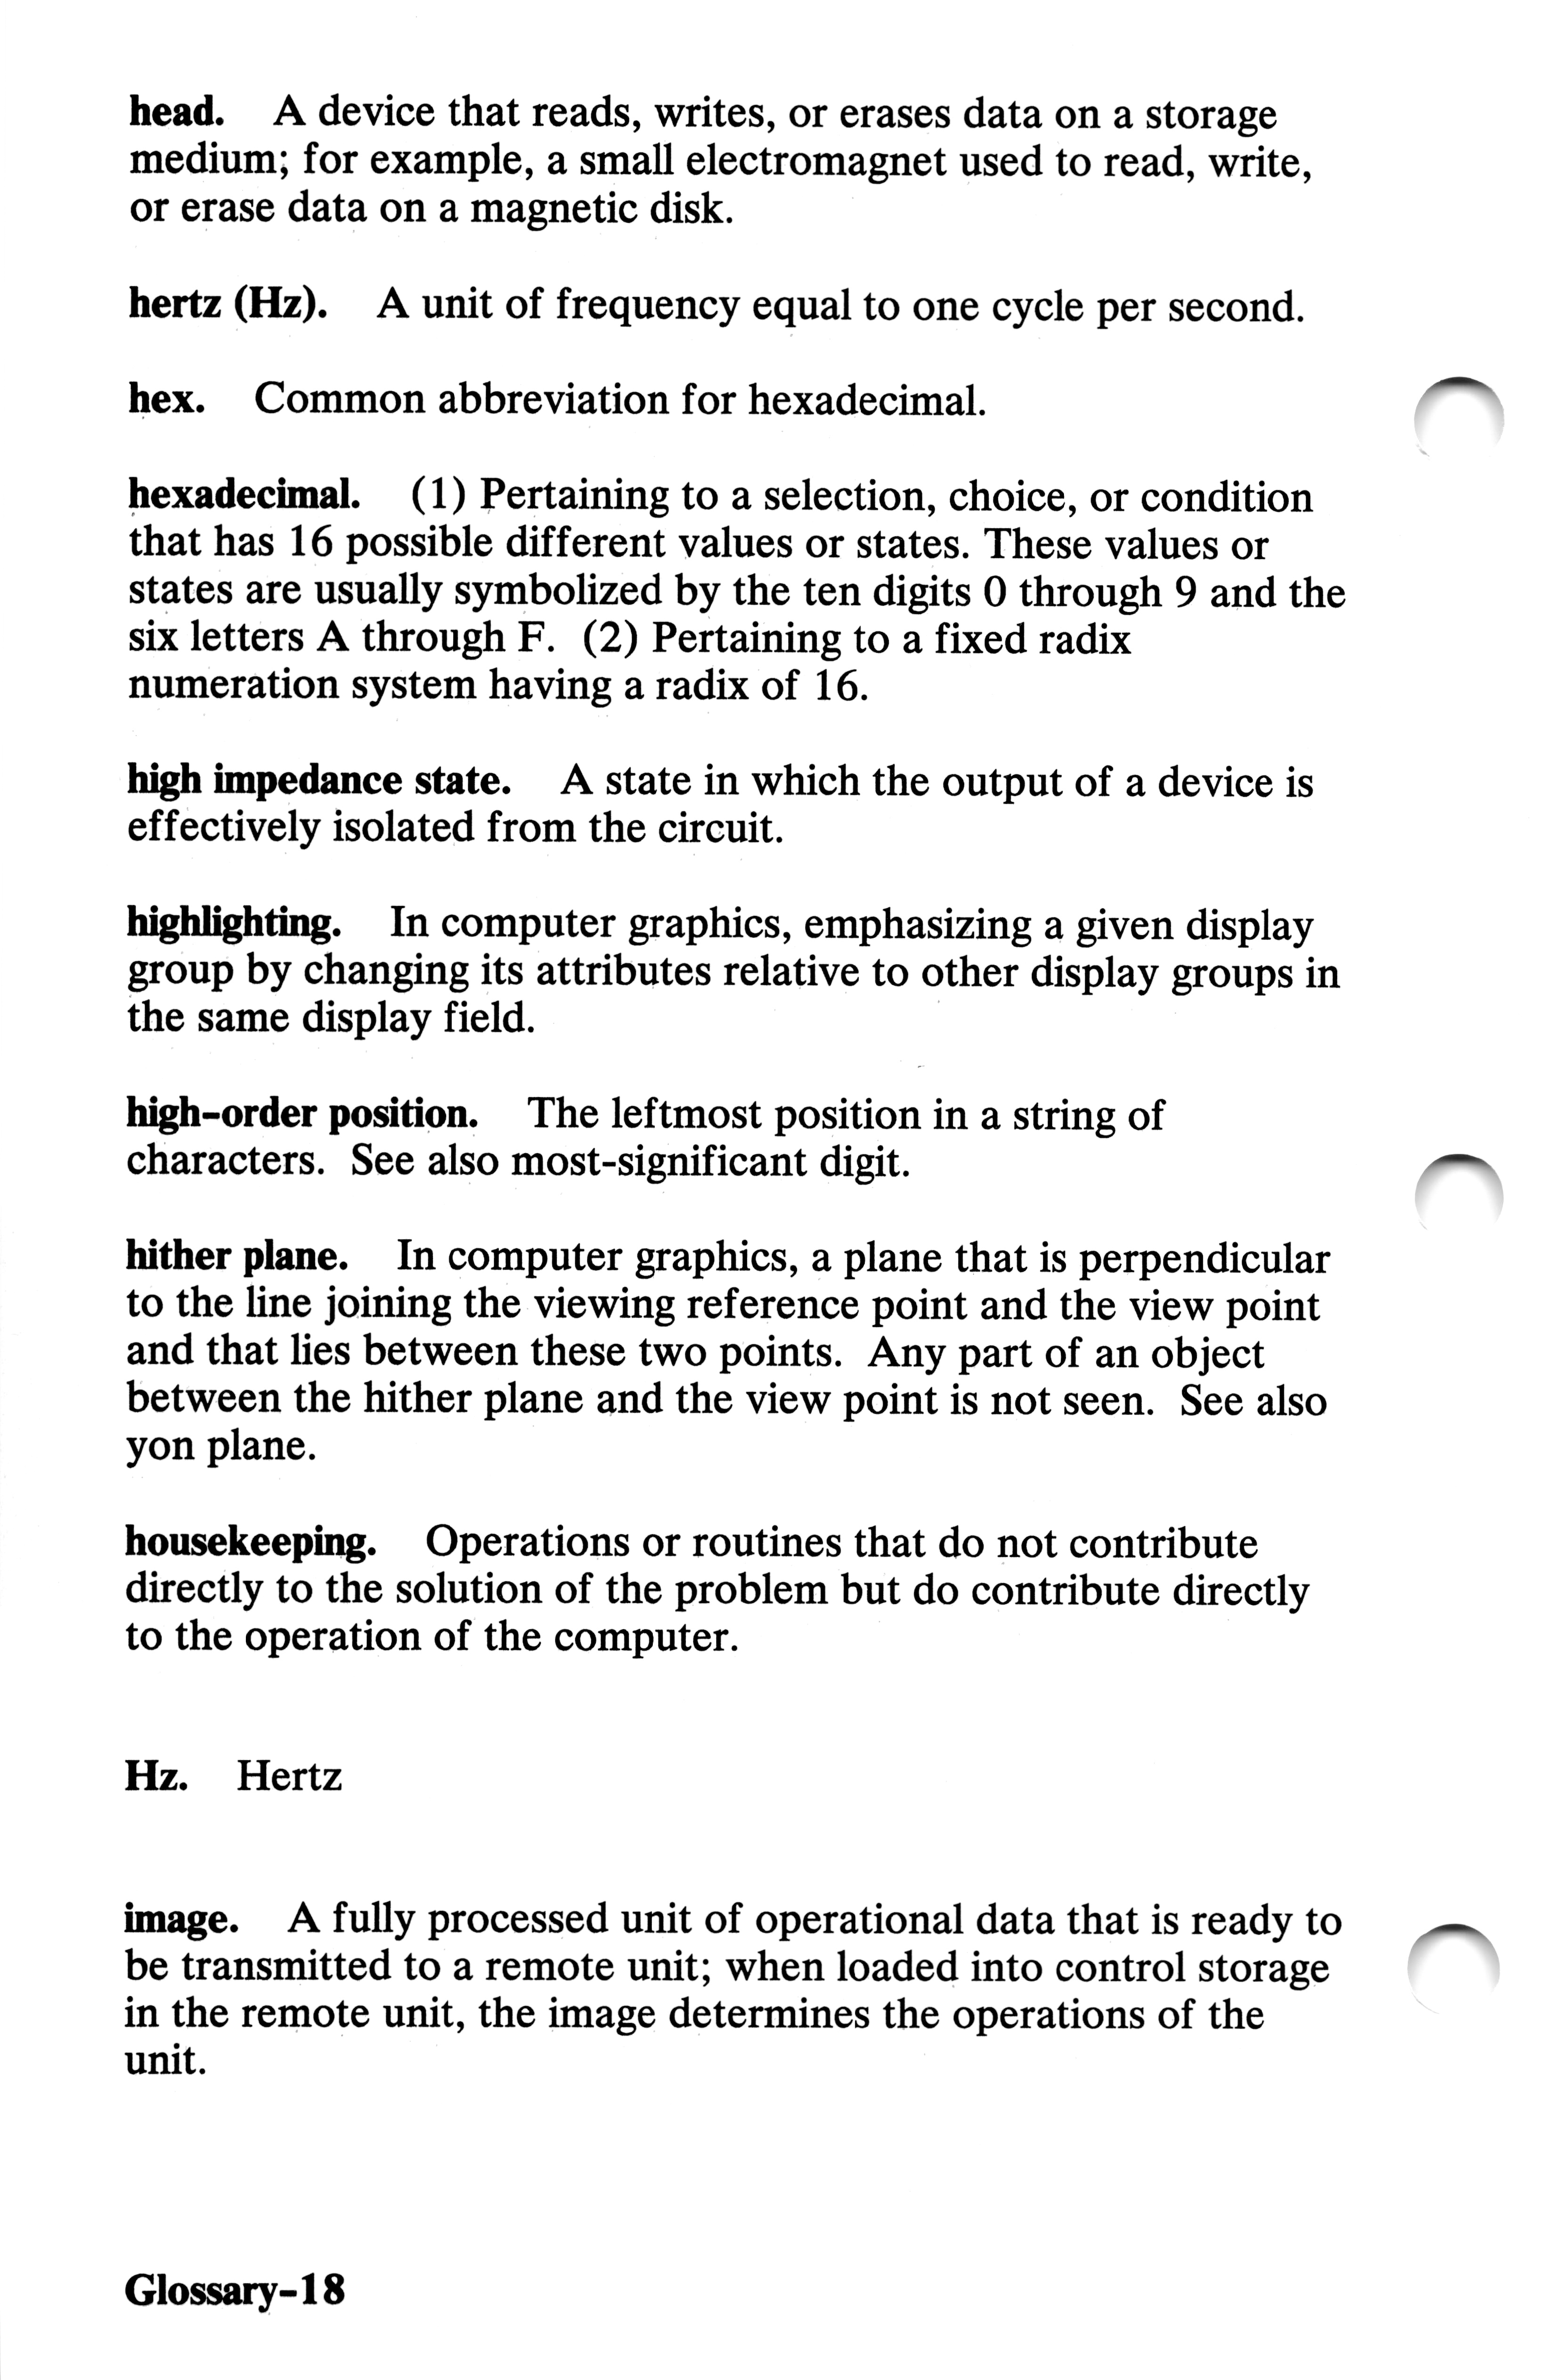 head. A device that reads, writes, or erases data on a storage
medium; for example, a small electromagnet used to read, write,
or erase data on a magnetic disk.
hertz (Hz). A unit of frequency equal to one cycle per second.
hex. Common abbreviation for hexadecimal.
hexadecimal. (1) Pertaining to a selection, choice, or condition
that has 16 possible different values or states. These values or
states are usually symbolized by the ten digits 0 through 9 and the
six letters A through F. (2) Pertaining to a fixed radix
numeration system having a radix of 16.
high impedance state. A state in which the output of a device is
effectively isolated from the circuit.
highlighting. In computer graphics, emphasizing a given display
group by changing its attributes relative to other display groups in
the same display field.
high-order position. The leftmost position in a string of
characters. See also most-significant digit.
hither plane. In computer graphics, a plane that is perpendicular
to the line joining the viewing reference point and the view point
and that lies between these two points. Any part of an object
between the hither plane and the view point is not seen. See also
yon plane.
housekeeping. Operations or routines that do not contribute
directly to the solution of the problem but do contribute directly
to the operation of the computer.
Hz. Hertz
image. A fully processed unit of operational data that is ready to
be transmitted to a remote unit; when loaded into control storage
in the remote unit, the image determines the operations of the
unit.
Glossary-18